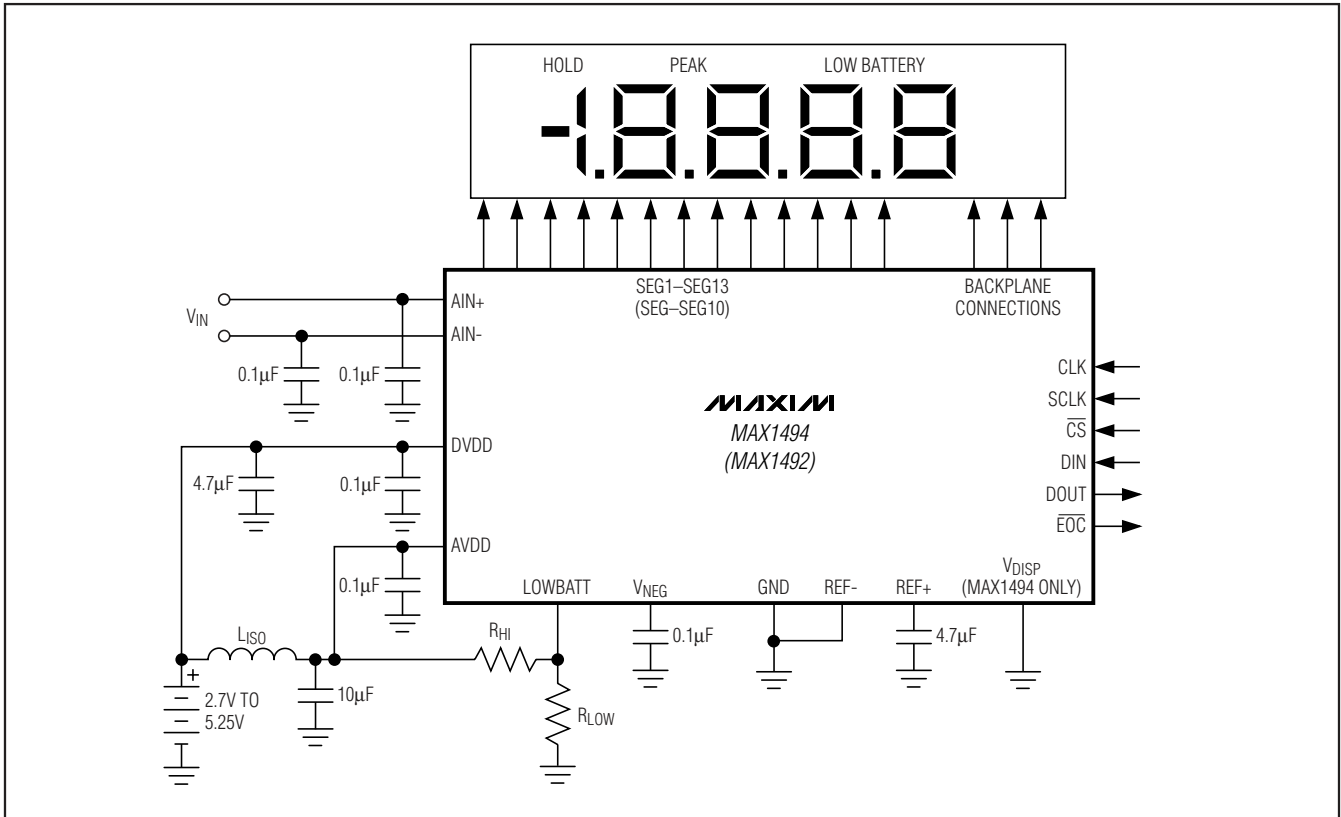 HOLD PEAK LOW BATTERY
-1.8.8.8.8
SEG1–SEG13
(SEG–SEG10)
BACKPLANE
CONNECTIONS
AIN+
VIN
AIN-
0.1µF 0.1µF
CLK
SCLK
CS
DIN
DOUT
EOC
MAXIM
MAX1494
(MAX1492)
DVDD
4.7µF 0.1µF
AVDD
0.1µF
LOWBATT VNEG GND REF- REF+ VDISP
(MAX1494 ONLY)
0.1µF 4.7µF
LISO
RHI
+
2.7V TO
5.25V
10µF
RLOW